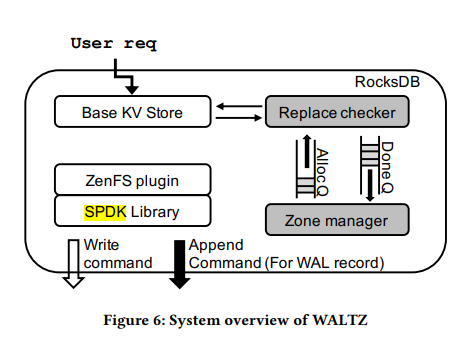 User req
RocksDB
Base KV Store
Replace checker
Alloc Q
Done Q
ZenFS plugin
SPDK Library
Zone manager
Write
command
Append
Command (For WAL record)
Figure 6: System overview of WALTZ